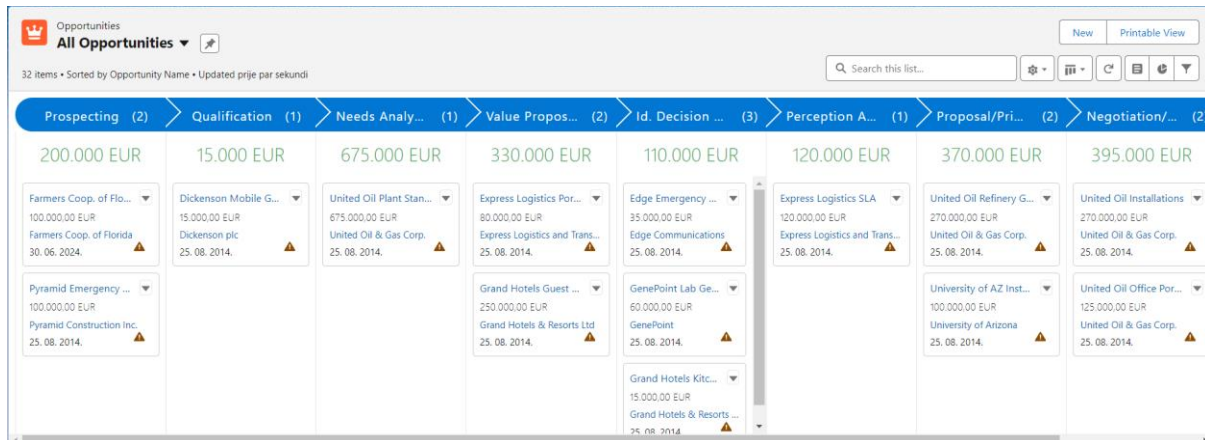 Opportunities
All Opportunities
New
Printable View
32 items • Sorted by Opportunity Name • Updated prije par sekundi
Search this list...
Prospecting (2)
Qualification (1)
Needs Analy... (1)
Value Propos... (2)
Id. Decision ... (3)
Perception A... (1)
Proposal/Pri... (2)
Negotiation/... (2
200.000 EUR
15.000 EUR
675.000 EUR
330.000 EUR
110.000 EUR
120.000 EUR
370.000 EUR
395.000 EUR
Farmers Coop. of Flo...
100.000,00 EUR
Farmers Coop. of Florida
30. 06. 2024.
Pyramid Emergency ...
100.000,00 EUR
Pyramid Construction Inc.
25. 08. 2014.
Dickenson Mobile G...
15.000,00 EUR
Dickenson plc
25. 08. 2014.
United Oil Plant Stan...
675.000,00 EUR
United Oil & Gas Corp.
25. 08. 2014.
Express Logistics Por...
80.000,00 EUR
Express Logistics and Trans...
25. 08. 2014.
Grand Hotels Guest ...
250.000,00 EUR
Grand Hotels & Resorts Ltd
25. 08. 2014.
Edge Emergency ...
35.000,00 EUR
Edge Communications
25. 08. 2014.
GenePoint Lab Ge...
60.000,00 EUR
GenePoint
25. 08. 2014.
Grand Hotels Kitc...
15.000,00 EUR
Grand Hotels & Resorts ...
25. 08. 2014.
Express Logistics SLA
120.000,00 EUR
Express Logistics and Trans...
25. 08. 2014.
United Oil Refinery G...
270.000,00 EUR
United Oil & Gas Corp.
25. 08. 2014.
University of AZ Inst...
100.000,00 EUR
University of Arizona
25. 08. 2014.
United Oil Installations
270.000,00 EUR
United Oil & Gas Corp.
25. 08. 2014.
United Oil Office Por...
125.000,00 EUR
United Oil & Gas Corp.
25. 08. 2014.